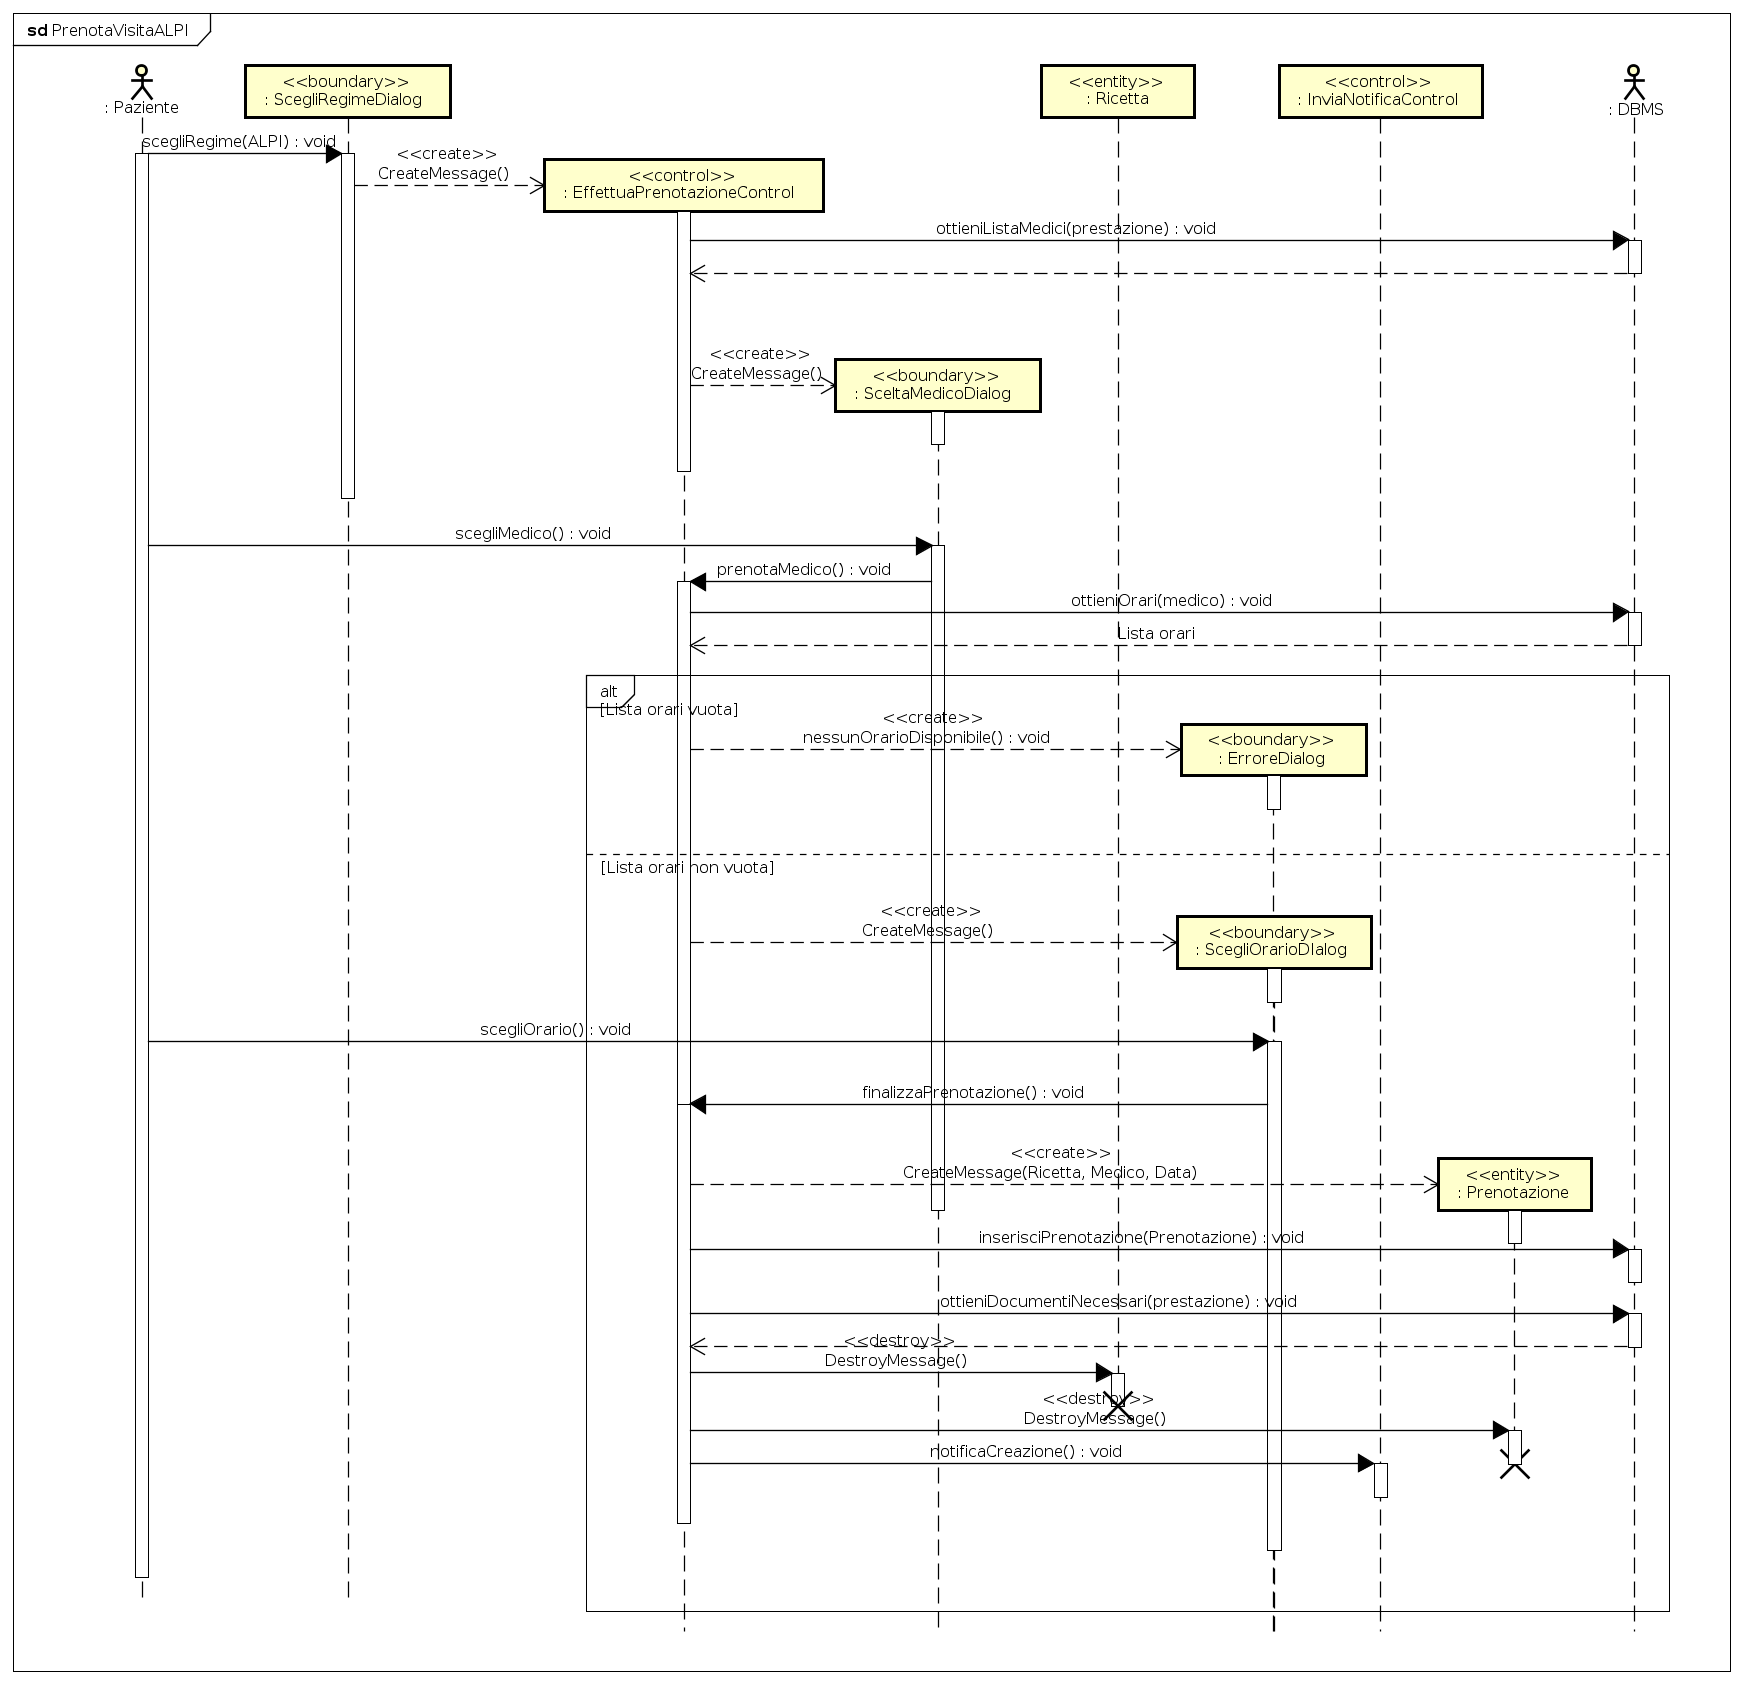 sd PrenotaVisitaALPI
: Paziente
<<boundary>>
: ScegliRegimeDialog
<<entity>>
: Ricetta
<<control>>
: InviaNotificaControl
: DBMS
scegliRegime(ALPI) : void
<<create>>
CreateMessage()
<<control>>
: EffettuaPrenotazioneControl
ottieniListaMedici(prestazione) : void
<<create>>
CreateMessage()
<<boundary>>
: SceltaMedicoDialog
scegliMedico() : void
prenotaMedico() : void
ottieniOrari(medico) : void
Lista orari
alt
[Lista orari vuota]
<<create>>
nessunOrarioDisponibile() : void
<<boundary>>
: ErroreDialog
[Lista orari non vuota]
<<create>>
CreateMessage()
<<boundary>>
: ScegliOrarioDIalog
scegliOrario() : void
finalizzaPrenotazione() : void
<<create>>
CreateMessage(Ricetta, Medico, Data)
<<entity>>
: Prenotazione
inserisciPrenotazione(Prenotazione) : void
ottieniDocumentiNecessari(prestazione) : void
<<destroy>>
DestroyMessage()
<<destroy>>
DestroyMessage()
notificaCreazione() : void